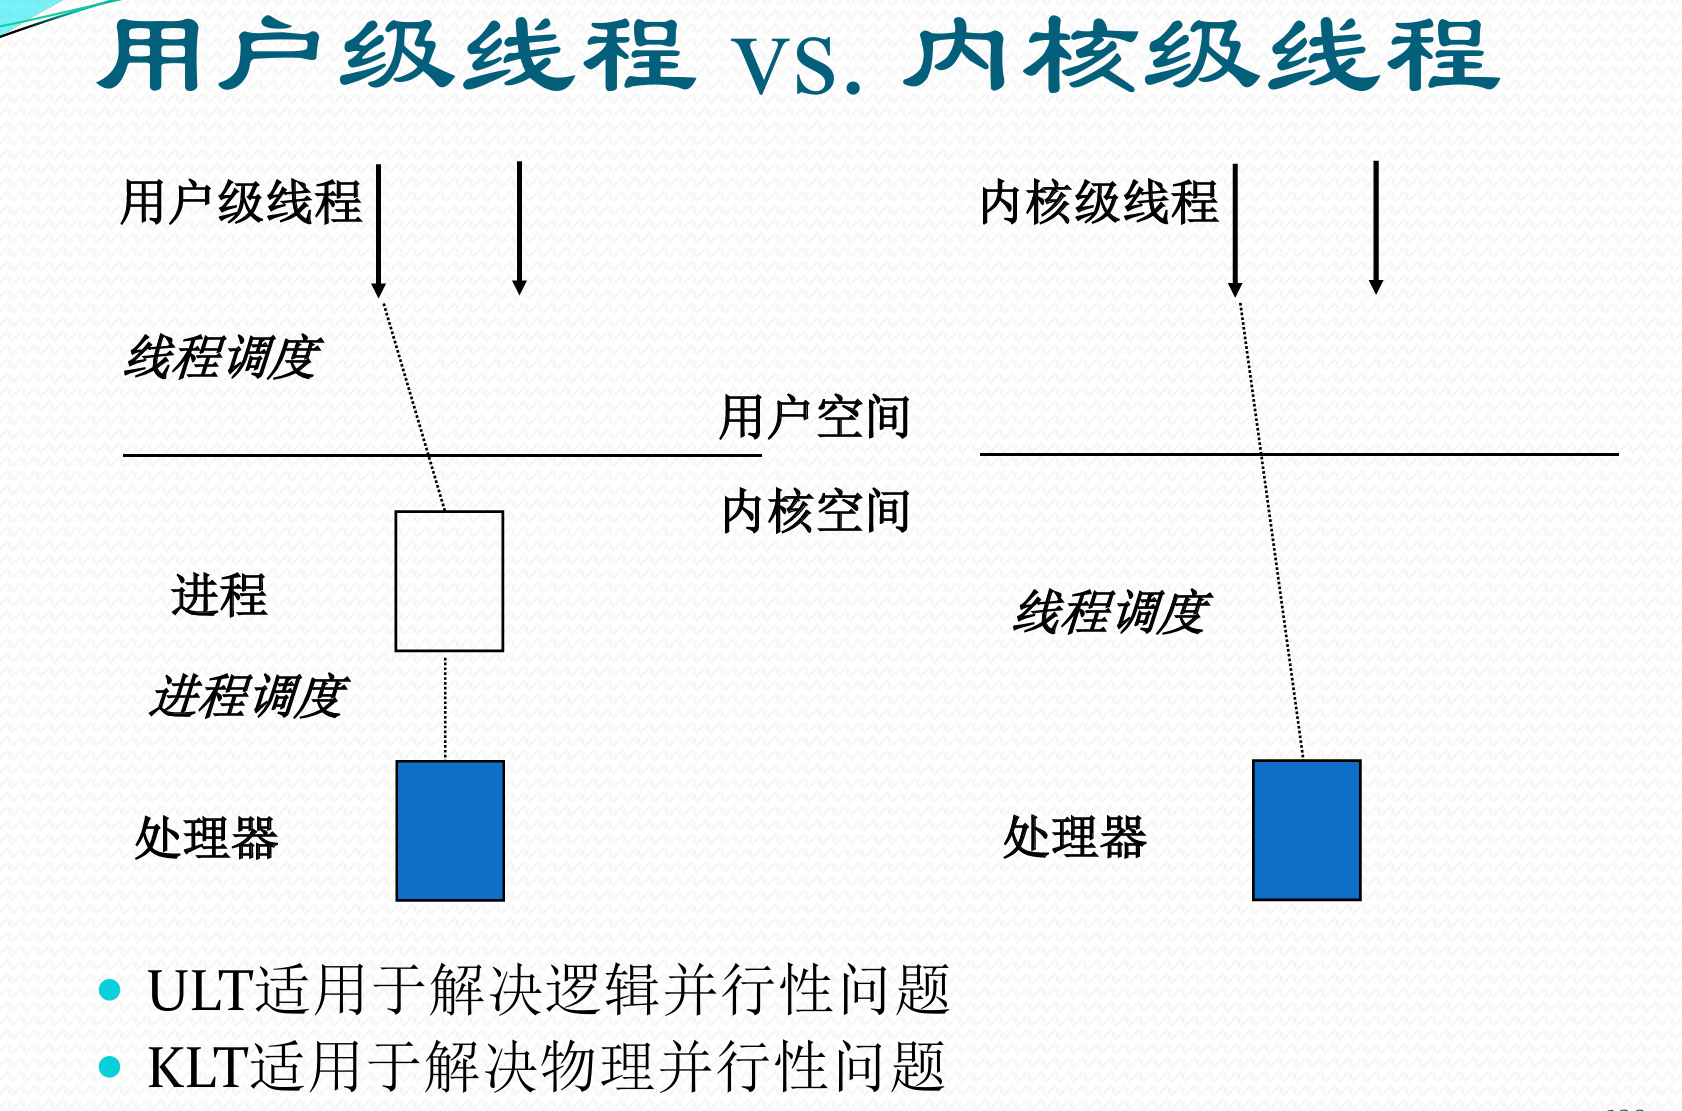 用户级线程 vs. 内核级线程
用户级线程
内核级线程
线程调度
用户空间
内核空间
进程
线程调度
进程调度
处理器
处理器
ULT适用于解决逻辑并行性问题
KLT适用于解决物理并行性问题